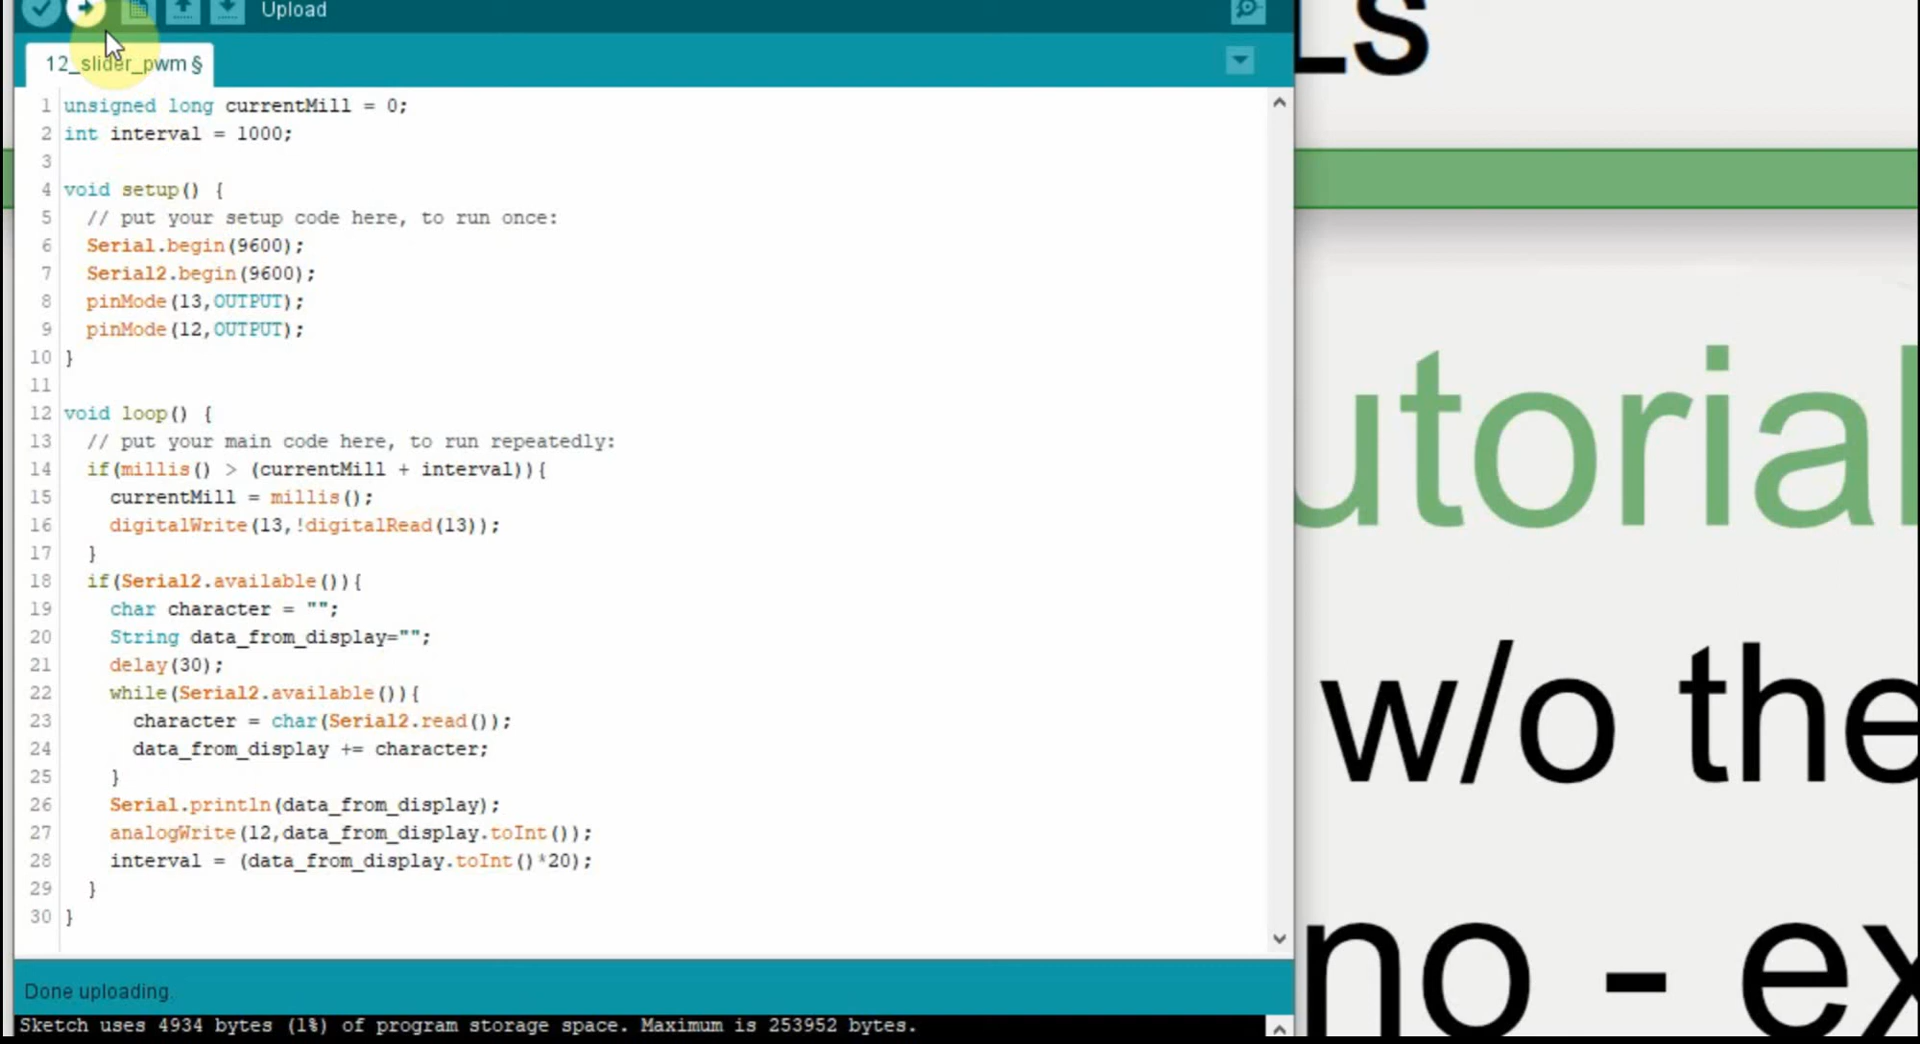 Upload
12_slider_pwm §
1 unsigned long currentMill = 0;
2 int interval = 1000;
3
4 void setup() {
5 // put your setup code here, to run once:
6 Serial.begin(9600);
7 Serial2.begin(9600);
8 pinMode(13,OUTPUT);
9 pinMode(12,OUTPUT);
10 }
11
12 void loop() {
13 // put your main code here, to run repeatedly:
14 if(millis() > (currentMill + interval)){
15 currentMill = millis();
16 digitalWrite(13,!digitalRead(13));
17 }
18 if(Serial2.available()){
19 char character = "";
20 String data_from_display="";
21 delay(30);
22 while(Serial2.available()){
23 character = char(Serial2.read());
24 data_from_display += character;
25 }
26 Serial.println(data_from_display);
27 analogWrite(12,data_from_display.toInt());
28 interval = (data_from_display.toInt()*20);
29 }
30 }
Done uploading.
Sketch uses 4934 bytes (1%) of program storage space. Maximum is 253952 bytes.
LS
utorial
w/o the
no - ex